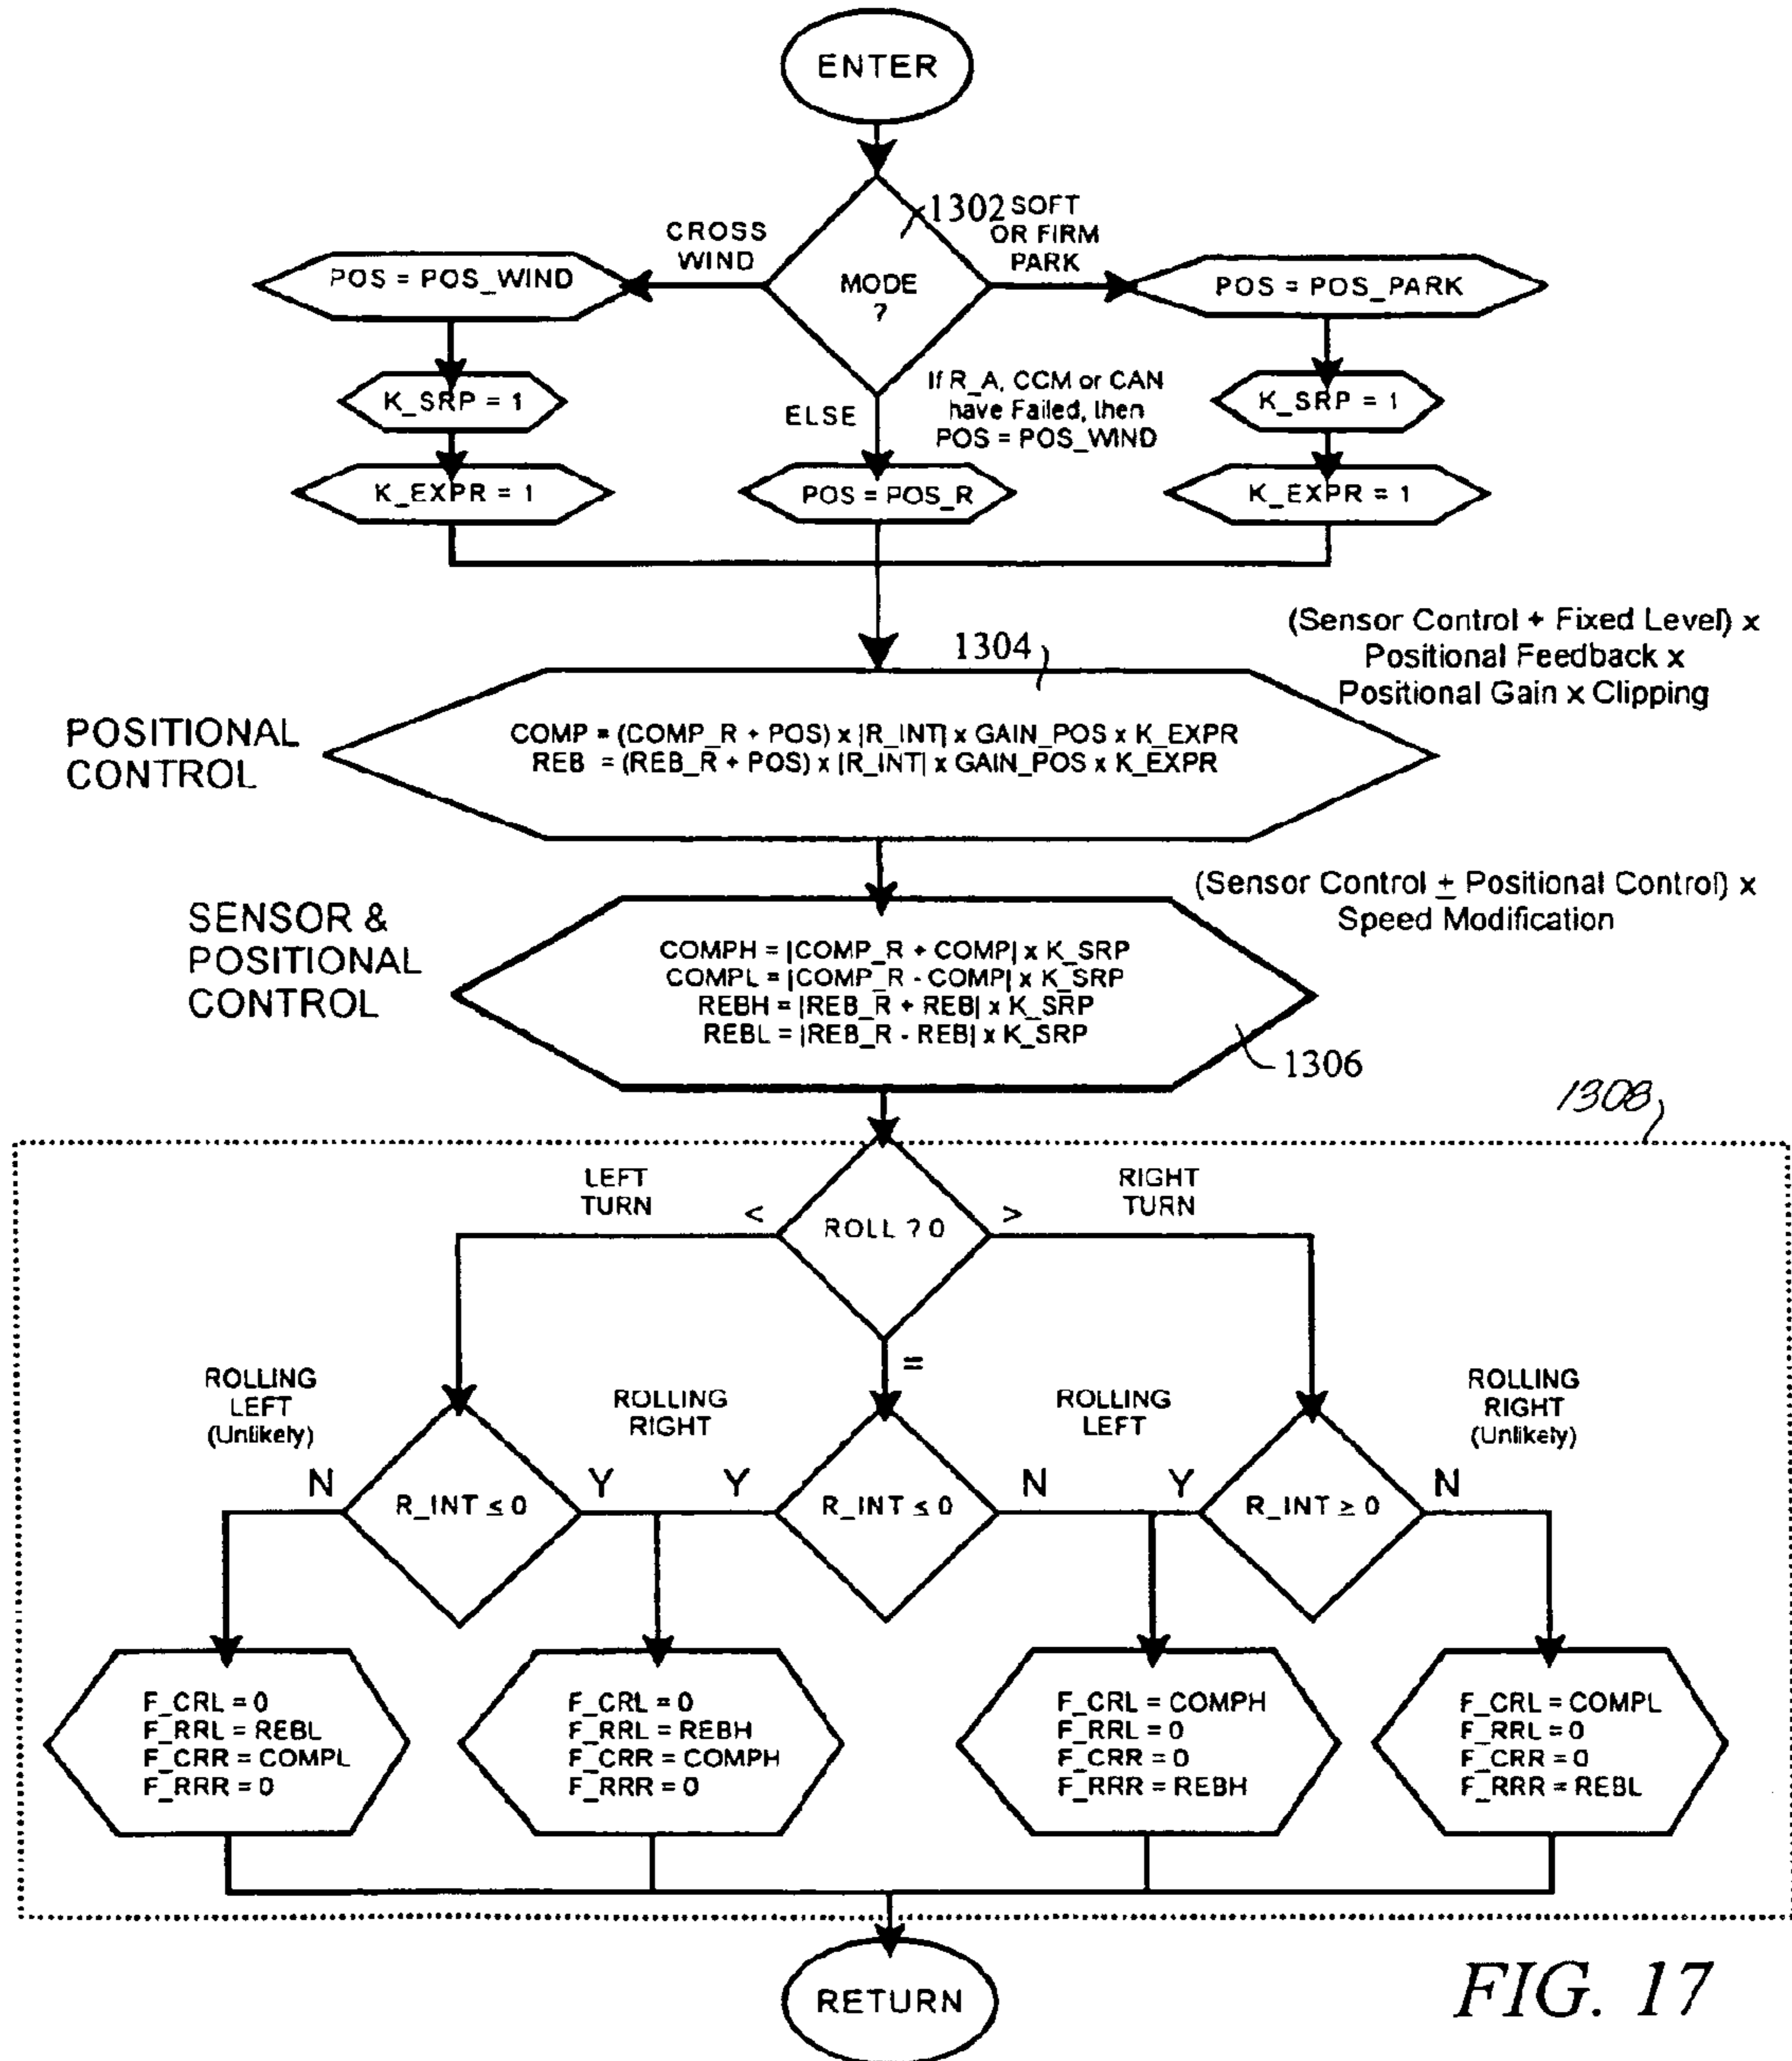 ENTER
1302
SOFT
OR FIRM
PARK
CROSS
WIND
MODE
?
POS = POS_WIND
POS = POS_PARK
K_SRP = 1
K_SRP = 1
If R_A, CCM or CAN
have Failed, then
POS = POS_WIND
ELSE
K_EXPR = 1
POS = POS_R
K_EXPR = 1
(Sensor Control + Fixed Level) x
Positional Feedback x
Positional Gain x Clipping
1304
POSITIONAL
CONTROL
COMP = (COMP_R + POS) x |R_INT| x GAIN_POS x K_EXPR
REB = (REB_R + POS) x |R_INT| x GAIN_POS x K_EXPR
(Sensor Control ± Positional Control) x
Speed Modification
SENSOR &
POSITIONAL
CONTROL
COMPH = |COMP_R + COMP| x K_SRP
COMPL = |COMP_R - COMP| x K_SRP
REBH = |REB_R + REB| x K_SRP
REBL = |REB_R - REB| x K_SRP
1306
1308
LEFT
TURN
<
ROLL ? 0
>
RIGHT
TURN
=
ROLLING
LEFT
(Unlikely)
ROLLING
RIGHT
ROLLING
LEFT
ROLLING
RIGHT
(Unlikely)
N
R_INT ≤ 0
Y
Y
R_INT ≤ 0
N
Y
R_INT ≥ 0
N
F_CRL = 0
F_RRL = REBL
F_CRR = COMPL
F_RRR = 0
F_CRL = 0
F_RRL = REBH
F_CRR = COMPH
F_RRR = 0
F_CRL = COMPH
F_RRL = 0
F_CRR = 0
F_RRR = REBH
F_CRL = COMPL
F_RRL = 0
F_CRR = 0
F_RRR = REBL
RETURN
FIG. 17